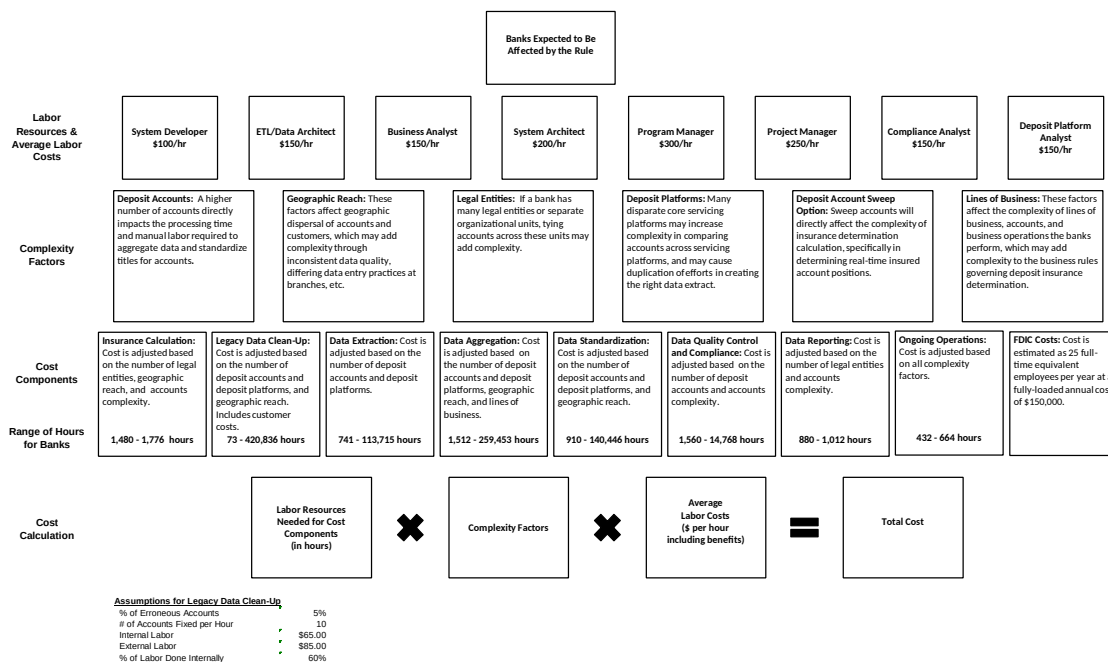 Banks Expected to Be
Affected by the Rule
Labor
Resources &
Average Labor
Costs
System Developer
$100/hr
ETL/Data Architect
$150/hr
Business Analyst
$150/hr
System Architect
$200/hr
Program Manager
$300/hr
Project Manager
$250/hr
Compliance Analyst
$150/hr
Deposit Platform
Analyst
$150/hr
Complexity
Factors
Deposit Accounts: A higher
number of accounts directly
impacts the processing time
and manual labor required to
aggregate data and standardize
titles for accounts.
Geographic Reach: These
factors affect geographic
dispersal of accounts and
customers, which may add
complexity through
inconsistent data quality,
differing data entry practices at
branches, etc.
Legal Entities: If a bank has
many legal entities or separate
organizational units, tying
accounts across these units may
add complexity.
Deposit Platforms: Many
disparate core servicing
platforms may increase
complexity in comparing
accounts across servicing
platforms, and may cause
duplication of efforts in creating
the right data extract.
Deposit Account Sweep
Option: Sweep accounts will
directly affect the complexity of
insurance determination
calculation, specifically in
determining real-time insured
account positions.
Lines of Business: These factors
affect the complexity of lines of
business, accounts, and
business operations the banks
perform, which may add
complexity to the business rules
governing deposit insurance
determination.
Cost
Components
Range of Hours
for Banks
Insurance Calculation:
Cost is adjusted based
on the number of legal
entities, geographic
reach, and accounts
complexity.
1,480 - 1,776 hours
Legacy Data Clean-Up:
Cost is adjusted based
on the number of
deposit accounts and
deposit platforms, and
geographic reach.
Includes customer
costs.
73 - 420,836 hours
Data Extraction: Cost is
adjusted based on the
number of deposit
accounts and deposit
platforms.
741 - 113,715 hours
Data Aggregation: Cost
is adjusted based on
the number of deposit
accounts and deposit
platforms, geographic
reach, and lines of
business.
1,512 - 259,453 hours
Data Standardization:
Cost is adjusted based
on the number of
deposit accounts and
deposit platforms, and
geographic reach.
910 - 140,446 hours
Data Quality Control
and Compliance: Cost is
adjusted based on the
number of deposit
accounts and accounts
complexity.
1,560 - 14,768 hours
Data Reporting: Cost is
adjusted based on the
number of legal entities
and accounts
complexity.
880 - 1,012 hours
Ongoing Operations:
Cost is adjusted based
on all complexity
factors.
432 - 664 hours
FDIC Costs: Cost is
estimated as 25 full-
time equivalent
employees per year at
fully-loaded annual cos
of $150,000.
Cost
Calculation
Labor Resources
Needed for Cost
Components
(in hours)
Complexity Factors
Average
Labor Costs
($ per hour
including benefits)
Total Cost
Assumptions for Legacy Data Clean-Up
% of Erroneous Accounts 5%
# of Accounts Fixed per Hour 10
Internal Labor $65.00
External Labor $85.00
% of Labor Done Internally 60%